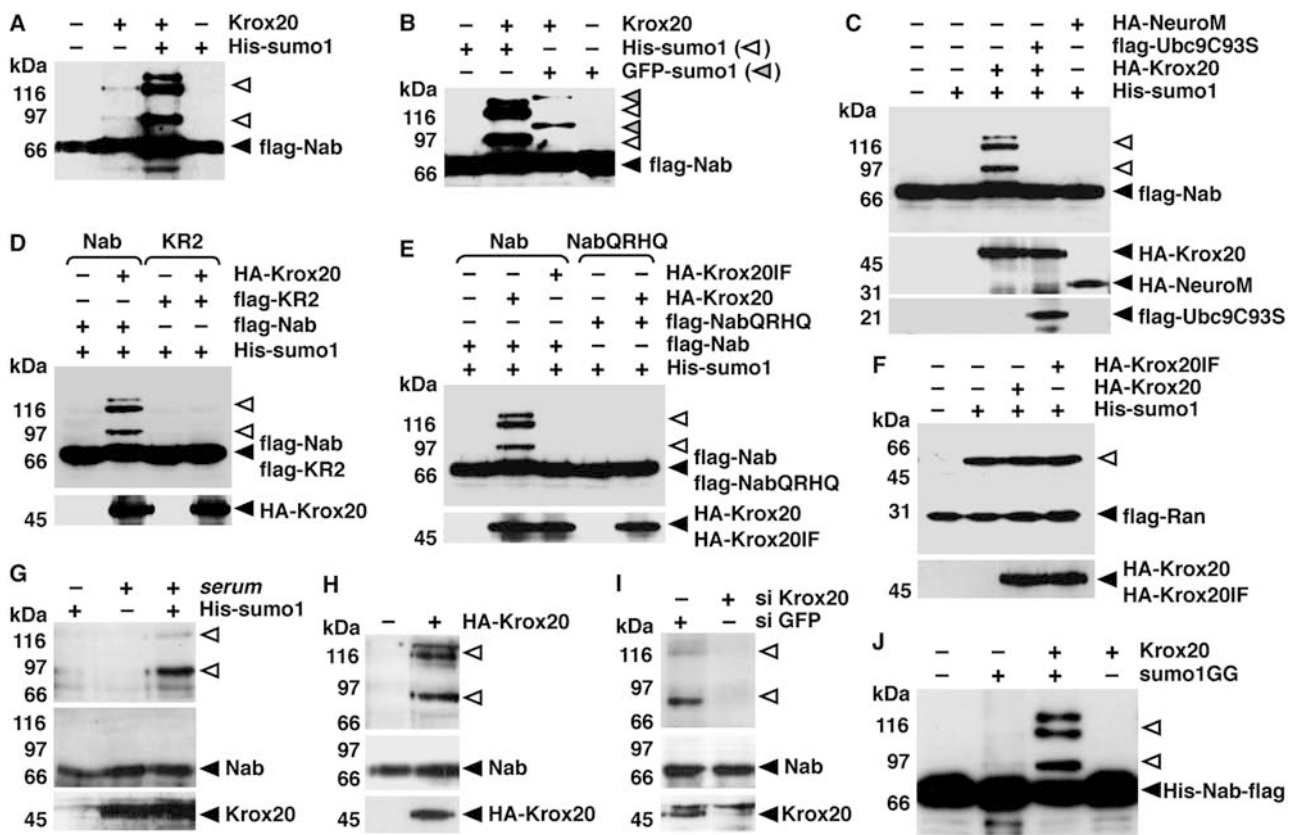 A
– + + – Krox20
– – + + His-sumo1
kDa
116
97
66
flag-Nab
B
– + + – Krox20
+ + – – His-sumo1 (◁)
– – + + GFP-sumo1 (◁)
kDa
116
97
66
flag-Nab
C
– – – – + HA-NeuroM
– – – + – flag-Ubc9C93S
– – + + – HA-Krox20
– + + + + His-sumo1
kDa
116
97
66
flag-Nab
45
31
HA-Krox20
HA-NeuroM
21
flag-Ubc9C93S
D
Nab KR2
– + – + HA-Krox20
– – + + flag-KR2
+ + – – flag-Nab
+ + + + His-sumo1
kDa
116
97
66
flag-Nab
flag-KR2
45
HA-Krox20
E
Nab NabQRHQ
– – + – – HA-Krox20IF
– + – – + HA-Krox20
– – – + + flag-NabQRHQ
+ + + – – flag-Nab
+ + + + + His-sumo1
kDa
116
97
66
flag-Nab
flag-NabQRHQ
45
HA-Krox20
HA-Krox20IF
F
– – – + HA-Krox20IF
– – + – HA-Krox20
– + + + His-sumo1
kDa
66
45
31
flag-Ran
45
HA-Krox20
HA-Krox20IF
G
– + + serum
+ – + His-sumo1
kDa
116
97
66
97
66
Nab
45
Krox20
H
– + HA-Krox20
kDa
116
97
66
97
66
Nab
45
HA-Krox20
I
– + si Krox20
+ – si GFP
kDa
116
97
66
97
66
Nab
45
Krox20
J
– – + + Krox20
– + + – sumo1GG
kDa
116
97
66
His-Nab-flag